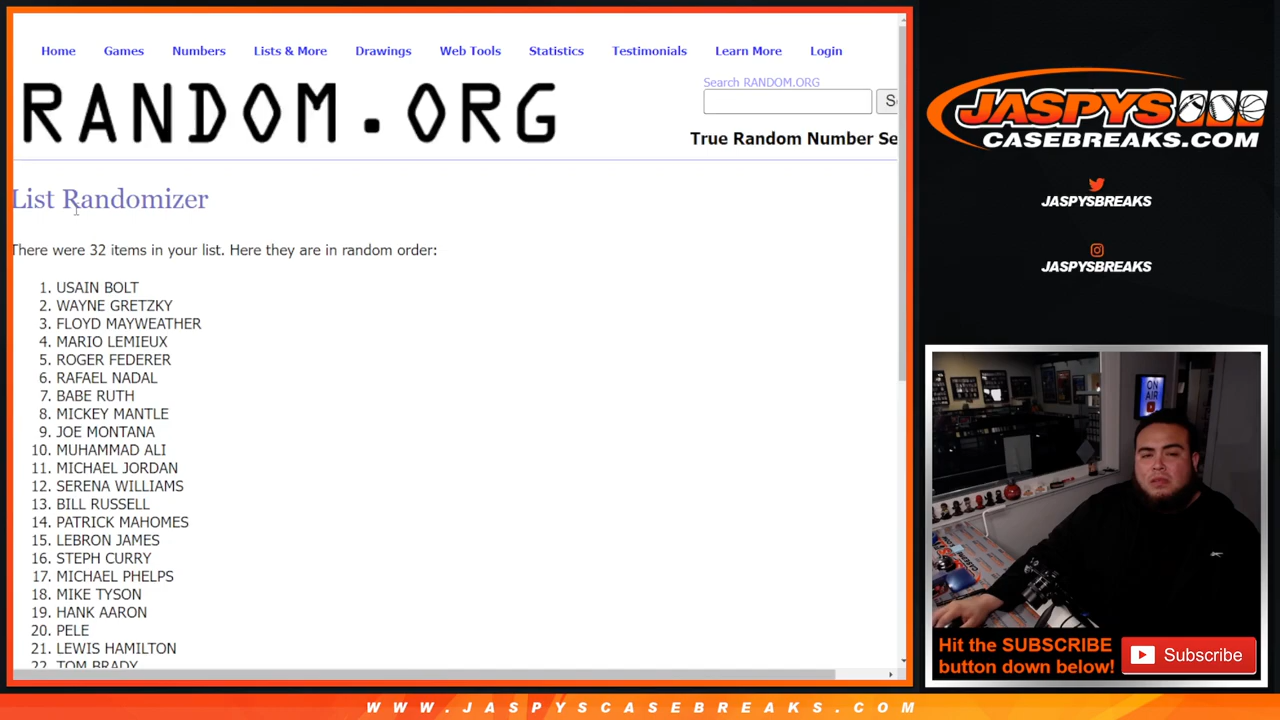 Home Games Numbers Lists & More Drawings Web Tools Statistics Testimonials Learn More Login
Search RANDOM.ORG
RANDOM.ORG
True Random Number Se
List Randomizer
There were 32 items in your list. Here they are in random order:
1. USAIN BOLT
2. WAYNE GRETZKY
3. FLOYD MAYWEATHER
4. MARIO LEMIEUX
5. ROGER FEDERER
6. RAFAEL NADAL
7. BABE RUTH
8. MICKEY MANTLE
9. JOE MONTANA
10. MUHAMMAD ALI
11. MICHAEL JORDAN
12. SERENA WILLIAMS
13. BILL RUSSELL
14. PATRICK MAHOMES
15. LEBRON JAMES
16. STEPH CURRY
17. MICHAEL PHELPS
18. MIKE TYSON
19. HANK AARON
20. PELE
21. LEWIS HAMILTON
22. TOM BRADY
JASPYS
CASEBREAKS.COM
JASPYSBREAKS
JASPYSBREAKS
ON
AIR
Hit the SUBSCRIBE
button down below!
Subscribe
WWW.JASPYSCASEBREAKS.COM